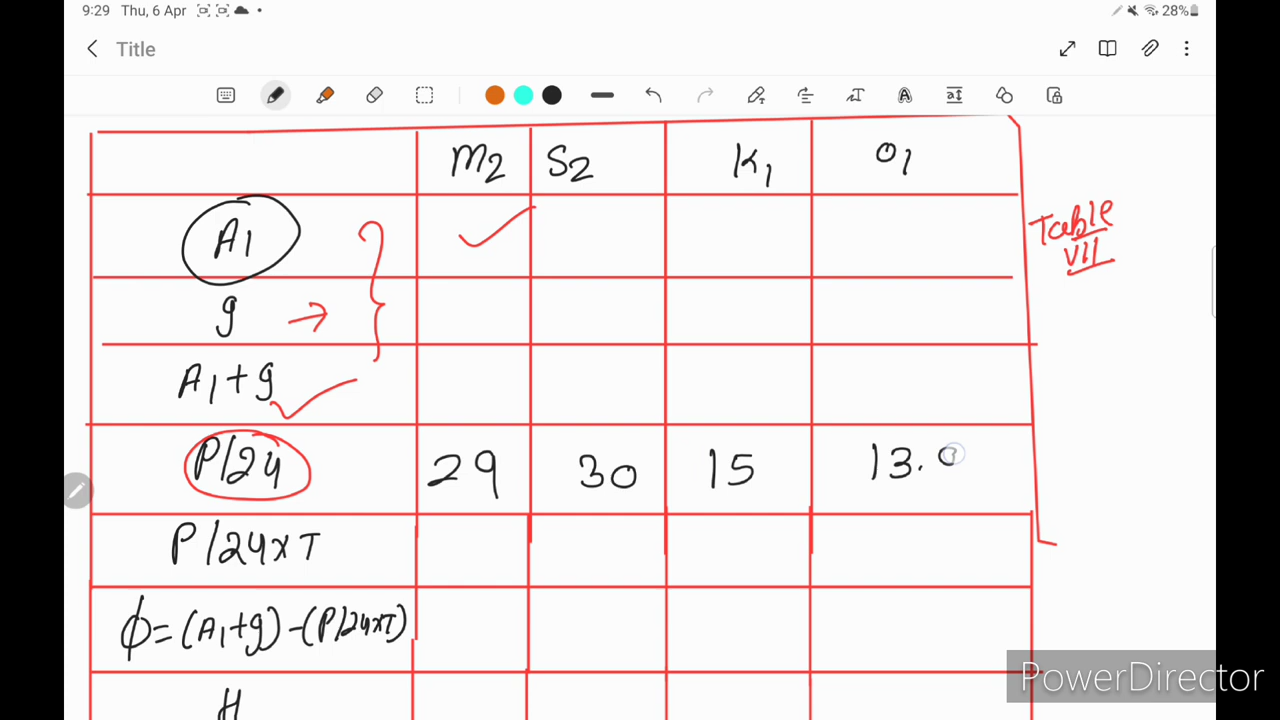 9:29 Thu, 6 Apr
28%
Title
M2 S2 K1 O1
A1
g
A1+g
P/24 29 30 15 13.
P/24xT
ϕ=(A1+g)-(P/24xT)
H
Table
VII
PowerDirector